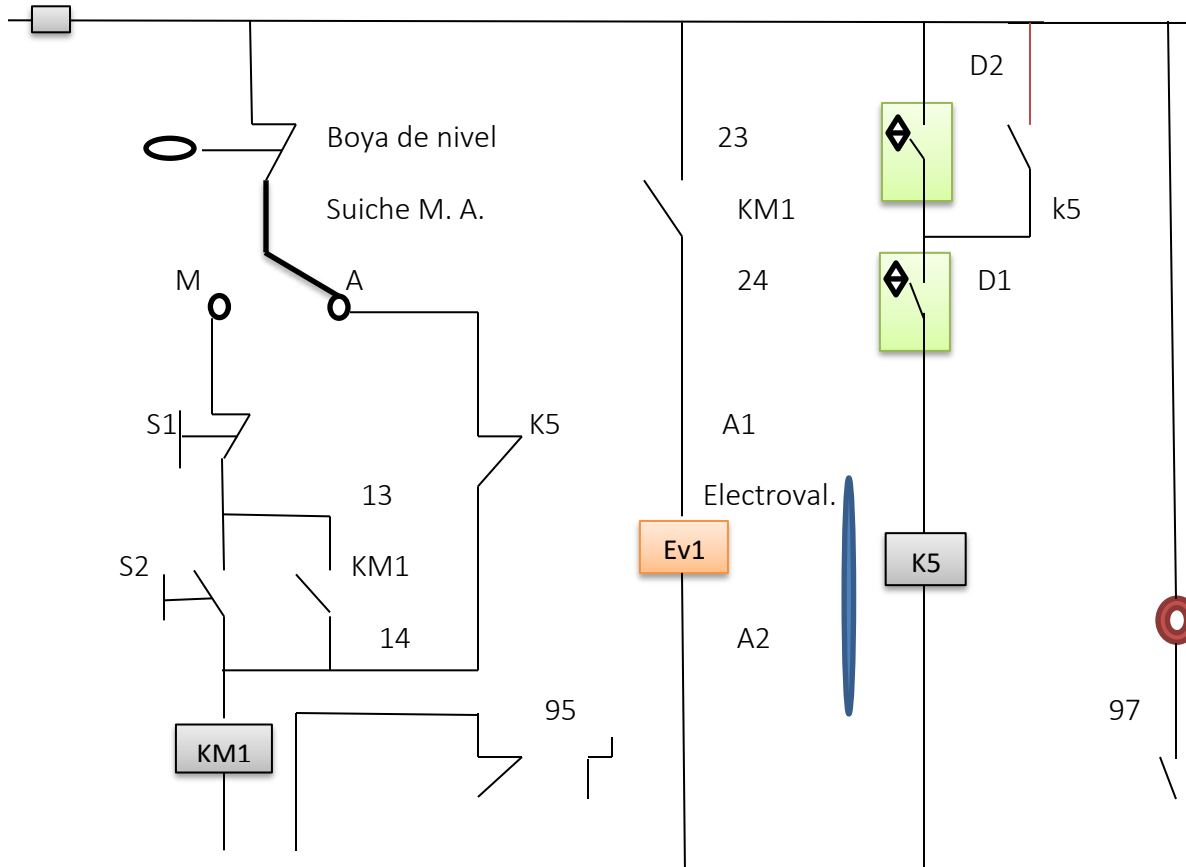 D2
Boya de nivel
23
Suiche M. A.
KM1
k5
M
A
24
D1
S1
K5
A1
13
Electroval.
S2
KM1
Ev1
K5
14
A2
95
97
KM1